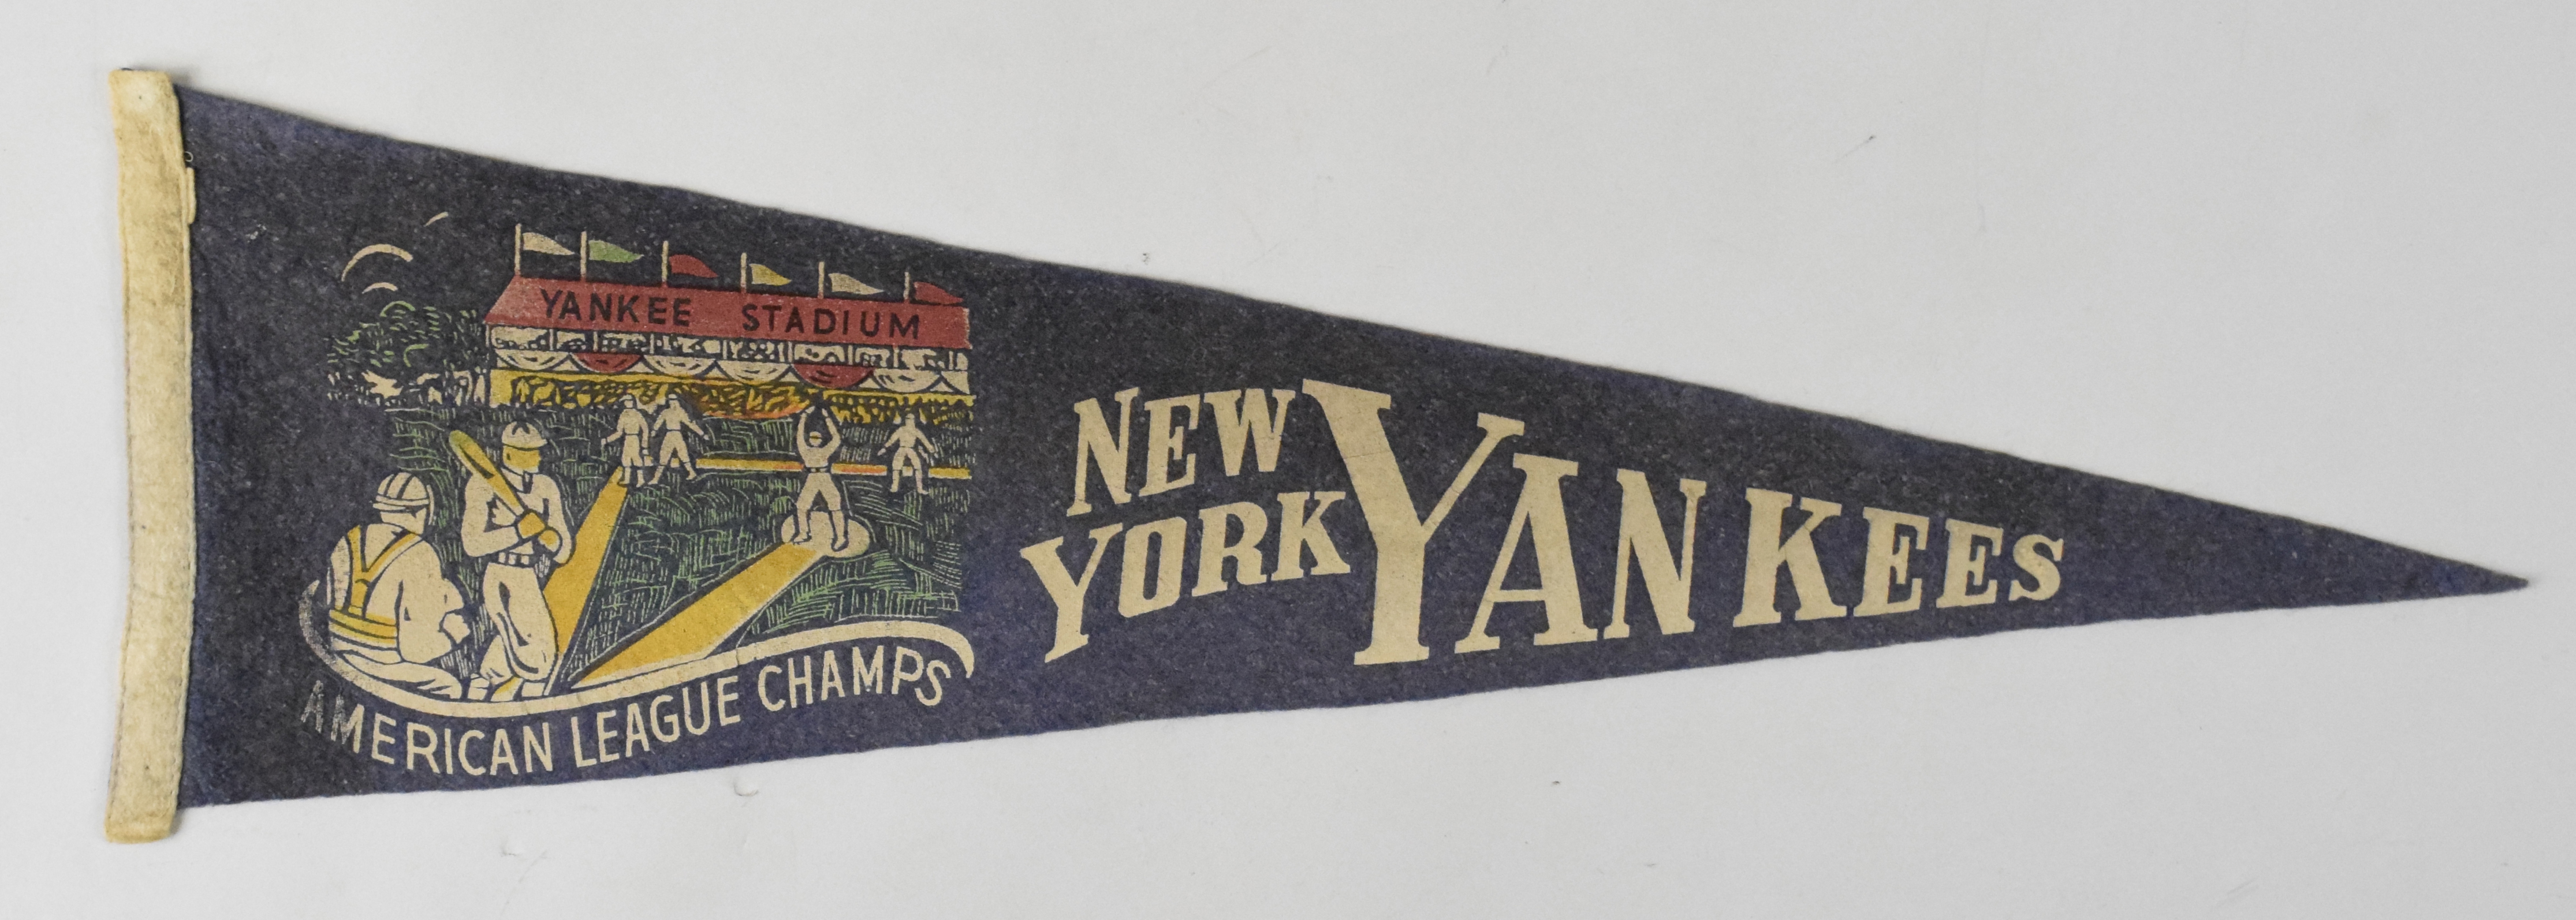 YANKEE STADIUM
AMERICAN LEAGUE CHAMPS
NEW
YORK
YANKEES